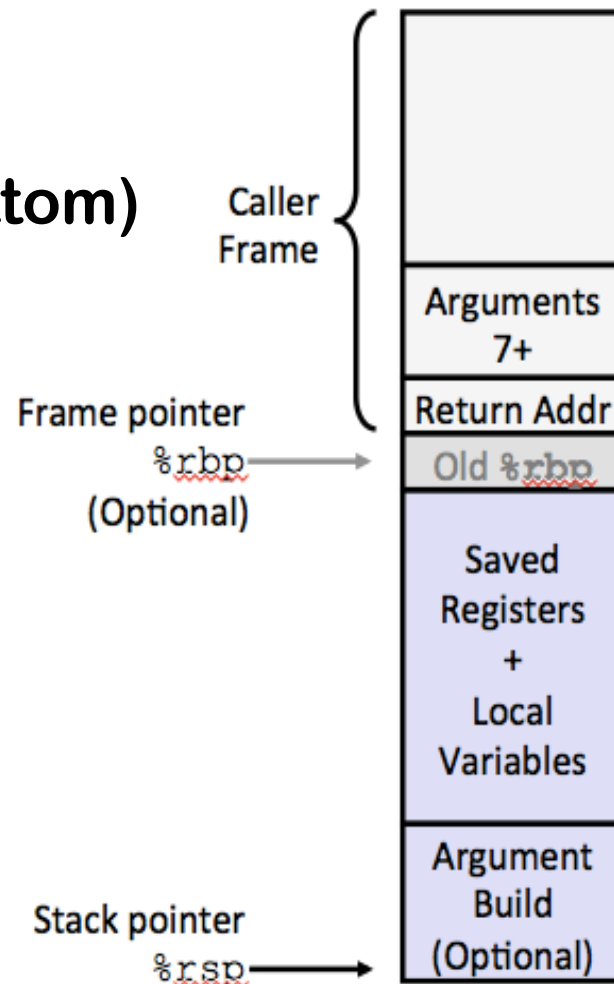 tom)
Caller
Frame
Arguments
7+
Frame pointer
%rbp
(Optional)
Return Addr
Old %rbp
Saved
Registers
+
Local
Variables
Argument
Build
(Optional)
Stack pointer
%rsp